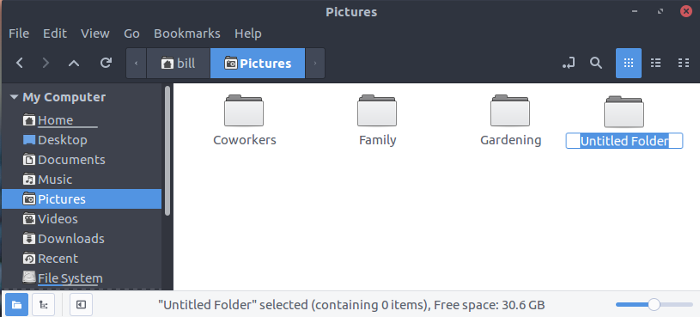 Pictures
File Edit View Go Bookmarks Help
bill Pictures
My Computer
Home
Desktop
Documents
Music
Pictures
Videos
Downloads
Recent
File System
Coworkers Family Gardening Untitled Folder
"Untitled Folder" selected (containing 0 items), Free space: 30.6 GB